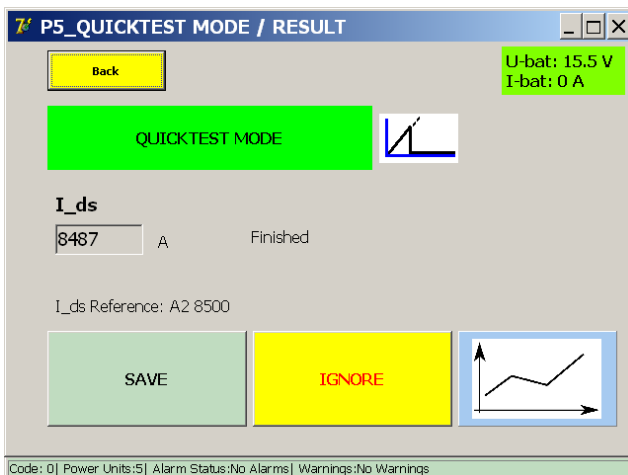 P5_QUICKTEST MODE / RESULT
Back
U-bat: 15.5 V
I-bat: 0 A
QUICKTEST MODE
I_ds
8487 A Finished
I_ds Reference: A2 8500
SAVE IGNORE
Code: 0| Power Units:5| Alarm Status:No Alarms| Warnings:No Warnings